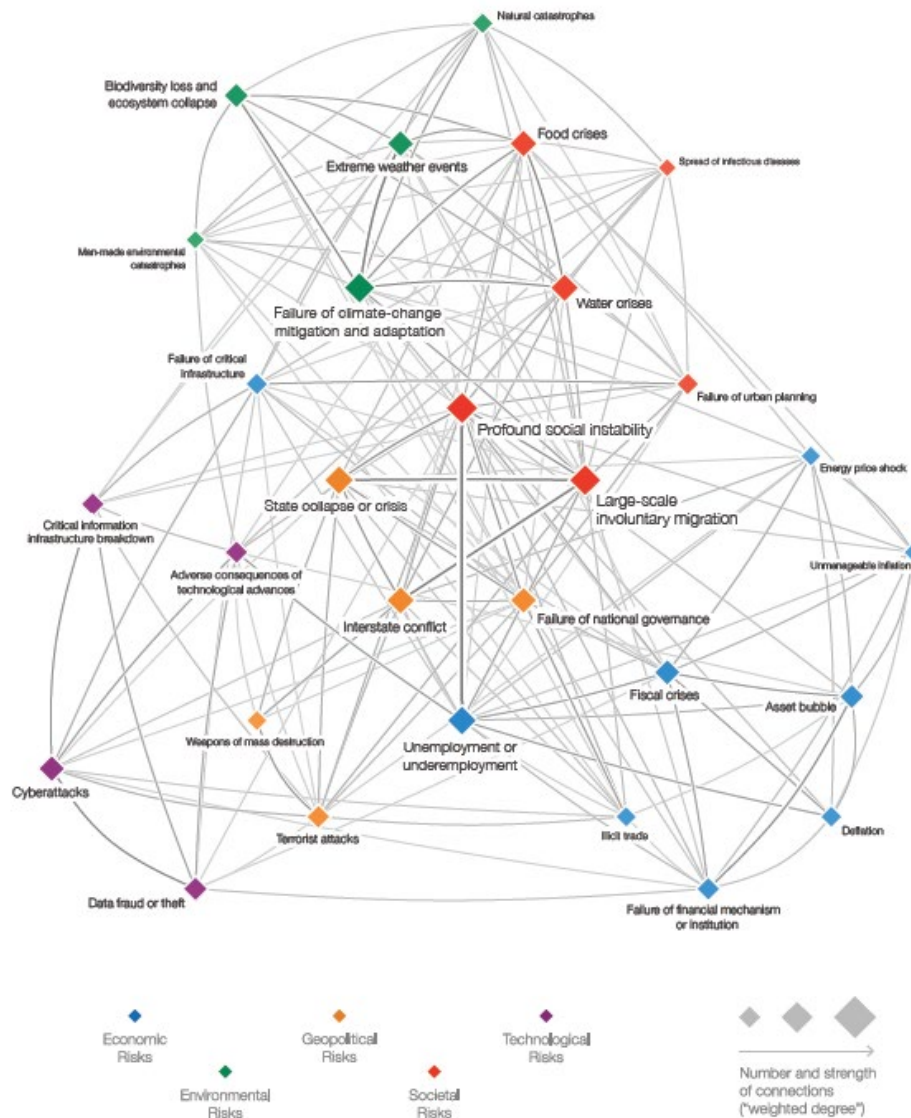 Natural catastrophes
Biodiversity loss and
ecosystem collapse
Food crises
Extreme weather events
Spread of infectious diseases
Man-made environmental
catastrophes
Water crises
Failure of climate-change
mitigation and adaptation
Failure of critical
infrastructure
Failure of urban planning
Profound social instability
Energy price shock
State collapse or crisis
Large-scale
involuntary migration
Critical information
infrastructure breakdown
Unmanageable inflation
Adverse consequences of
technological advances
Interstate conflict
Failure of national governance
Fiscal crises
Asset bubble
Weapons of mass destruction
Unemployment or
underemployment
Cyberattacks
Terrorist attacks
Illicit trade
Deflation
Data fraud or theft
Failure of financial mechanism
or institution
Economic
Risks
Geopolitical
Risks
Technological
Risks
Environmental
Risks
Societal
Risks
Number and strength
of connections
("weighted degree")